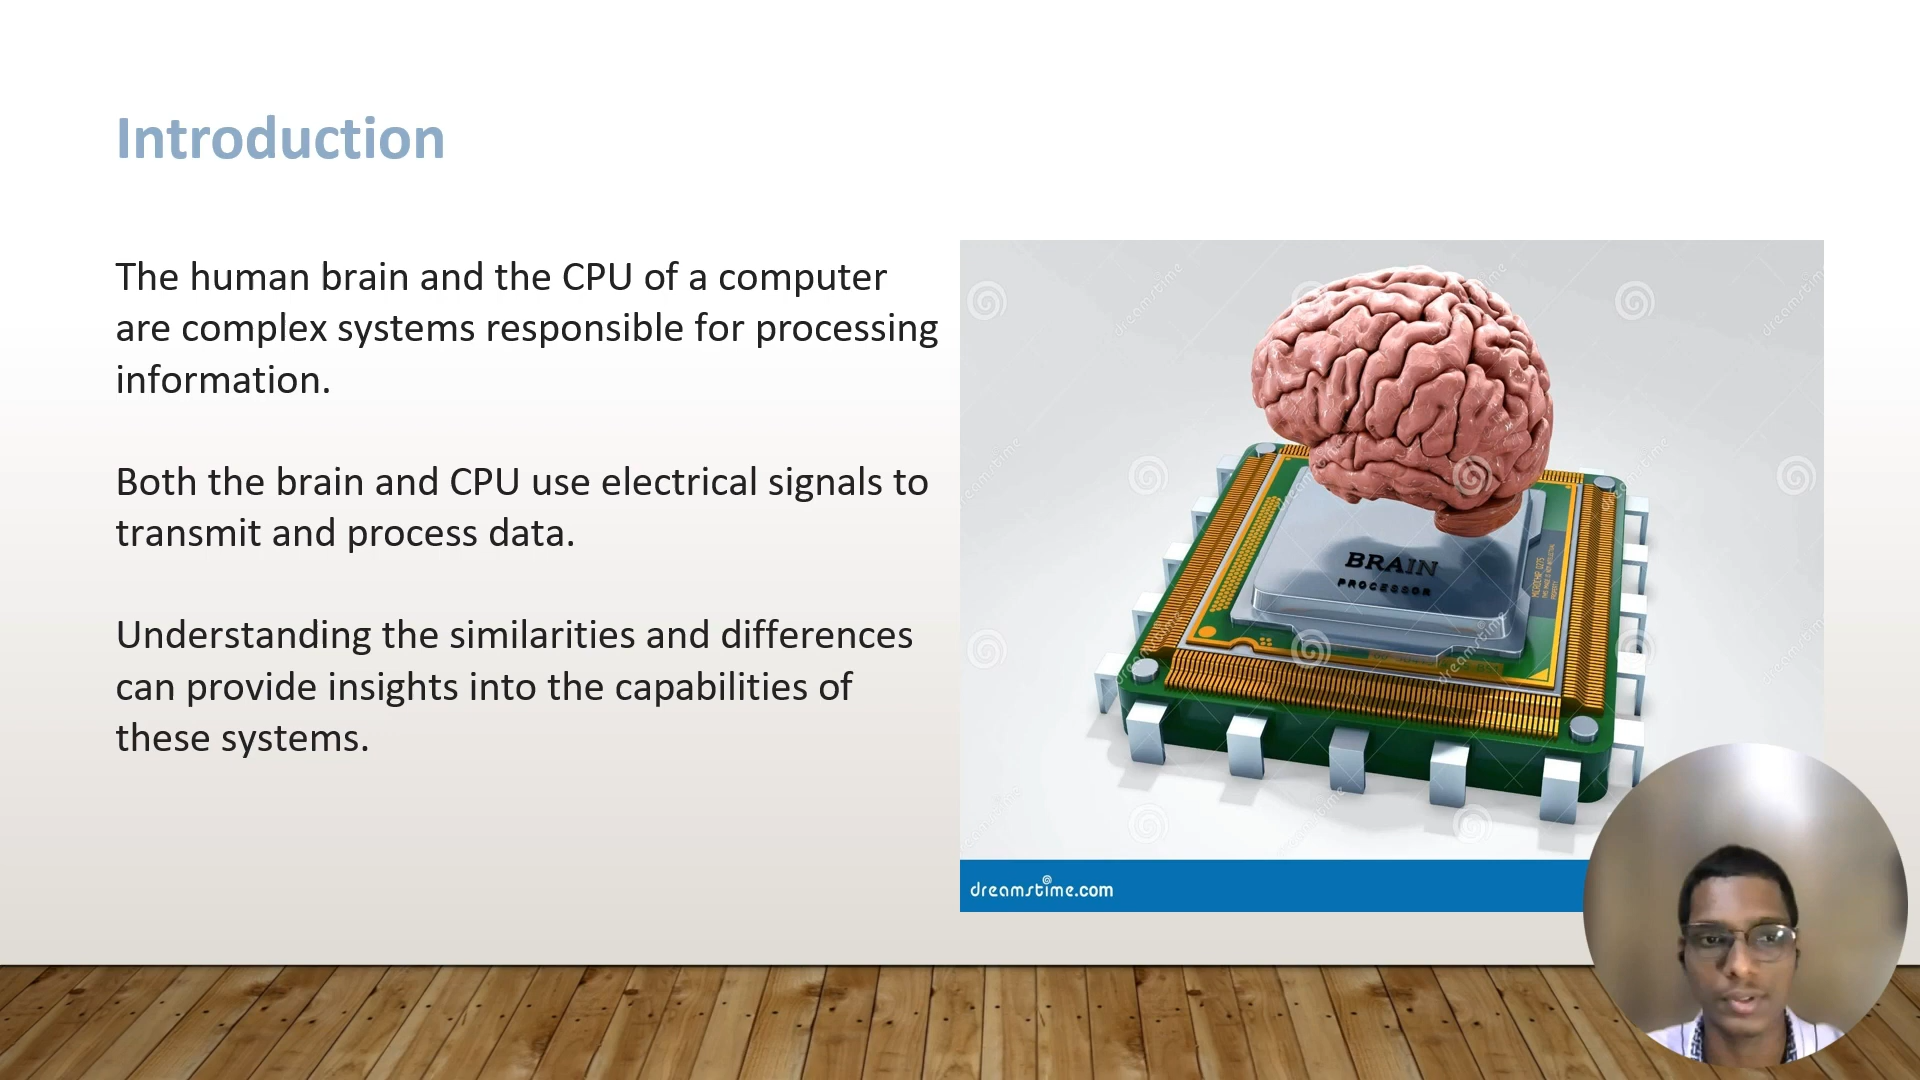 Introduction
The human brain and the CPU of a computer
are complex systems responsible for processing
information.
Both the brain and CPU use electrical signals to
transmit and process data.
Understanding the similarities and differences
can provide insights into the capabilities of
these systems.
BRAIN
PROCESSOR
dreamstime.com